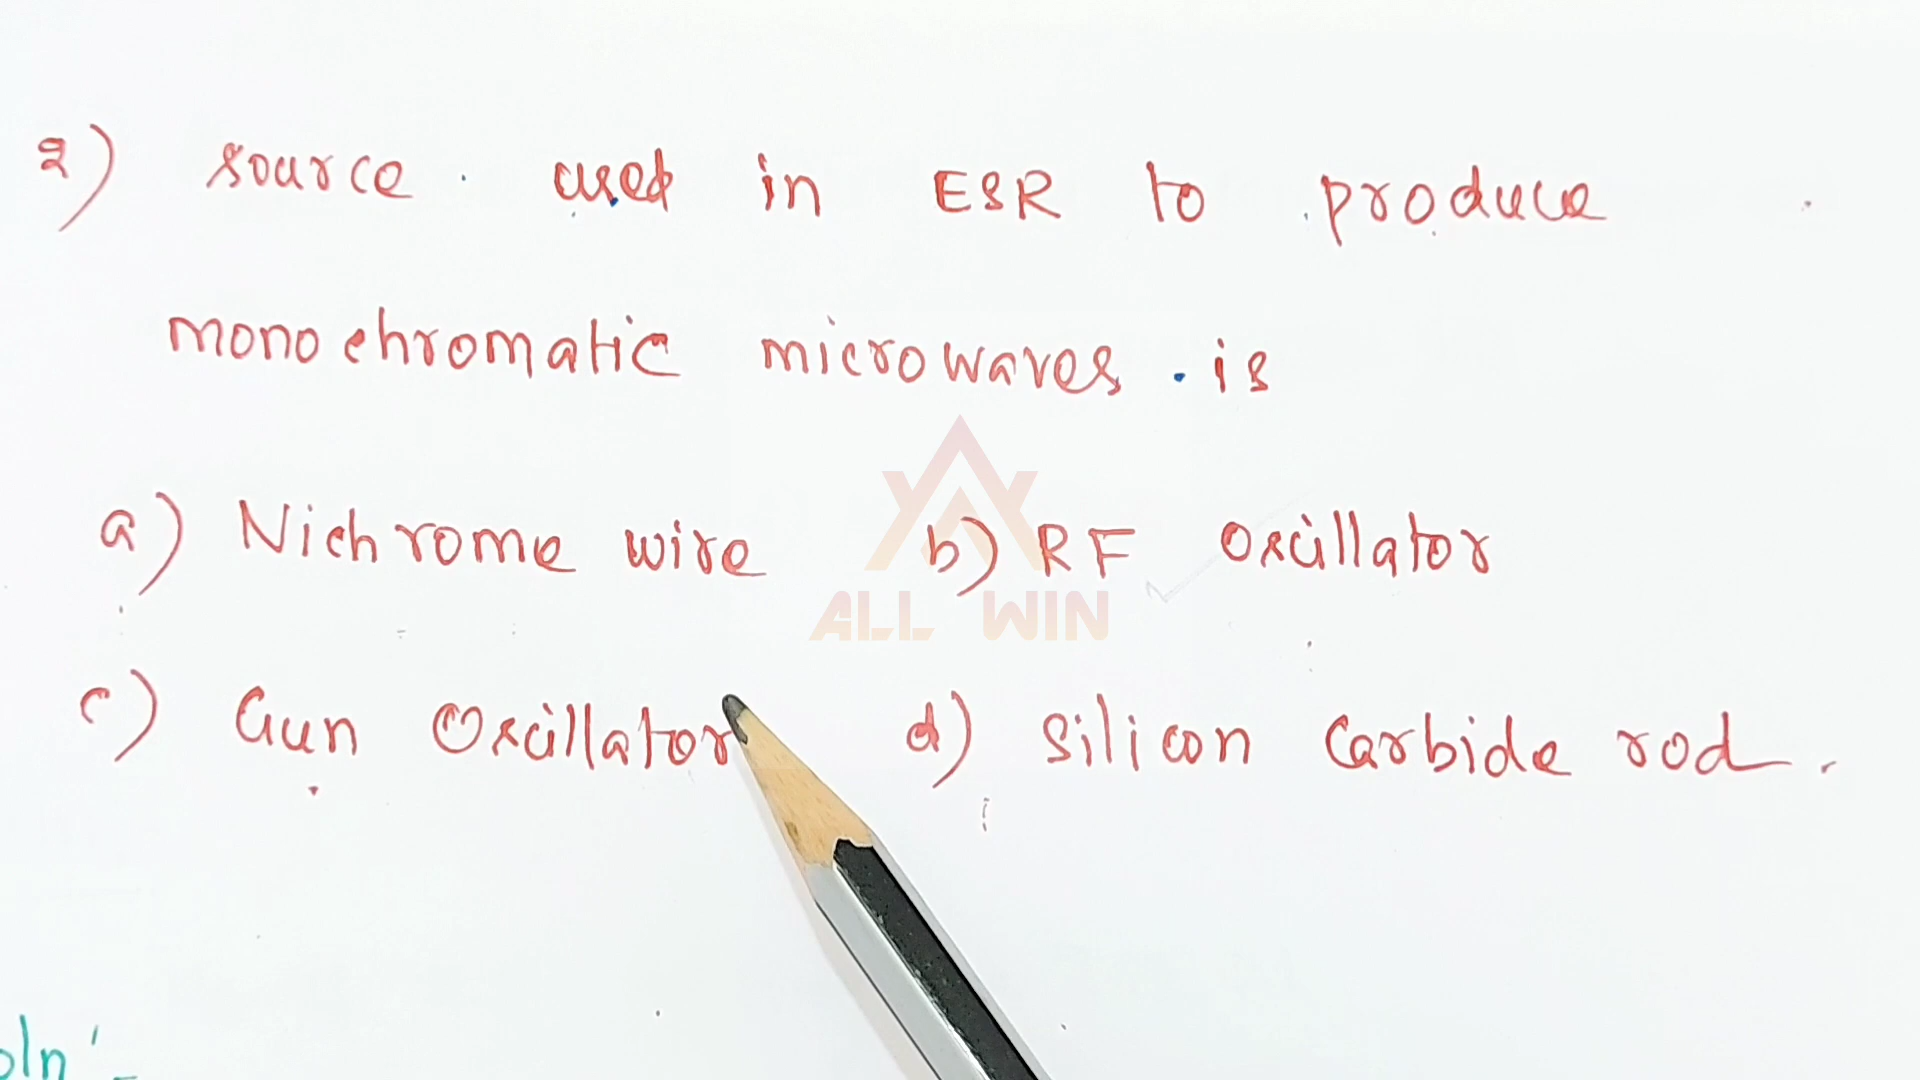 2) source used in ESR to produce
monochromatic microwaves is
a) Nichrome wire b) RF Oscillator
ALL WIN
c) Gun Oscillator d) Silicon Carbide rod.
oln:-